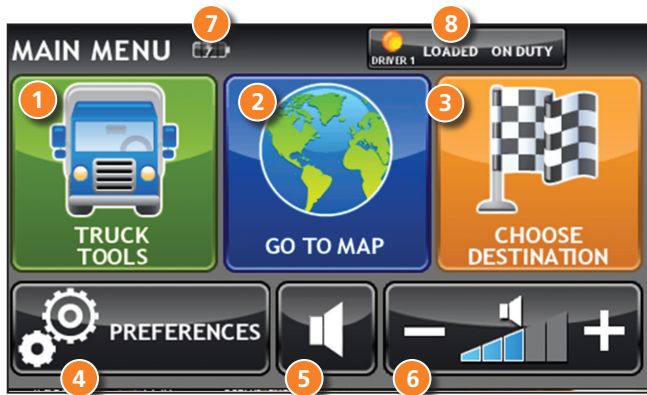 7
8
MAIN MENU
DRIVER 1 LOADED ON DUTY
1
2
3
TRUCK
TOOLS
GO TO MAP
CHOOSE
DESTINATION
PREFERENCES
− +
4
5
6